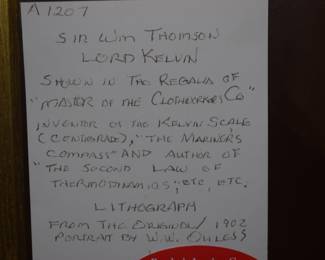 A1207
SIR WM THOMSON
LORD KELVIN
SHOWN IN THE REGALIA OF
"MASTER OF THE CLOTHWORKERS CO"
INVENTOR OF THE KELVIN SCALE
(CENTIGRADE), "THE MARINERS
COMPASS" AND AUTHOR OF
"THE SECOND LAW OF
THERMODINAMICS", ETC, ETC.
LITHOGRAPH
FROM THE ORIGINAL 1902
PORTRAIT BY W.W. OULESS